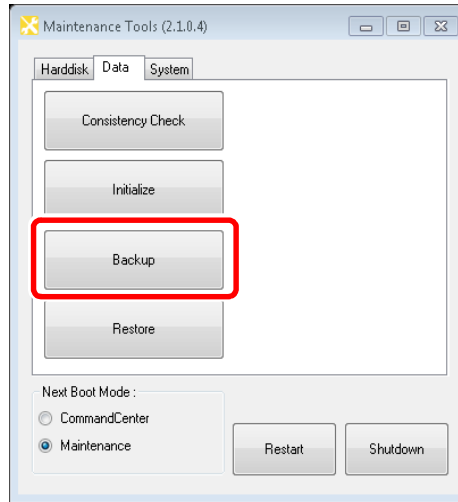 Maintenance Tools (2.1.0.4)
Harddisk Data System
Consistency Check
Initialize
Backup
Restore
Next Boot Mode :
CommandCenter
Maintenance
Restart Shutdown